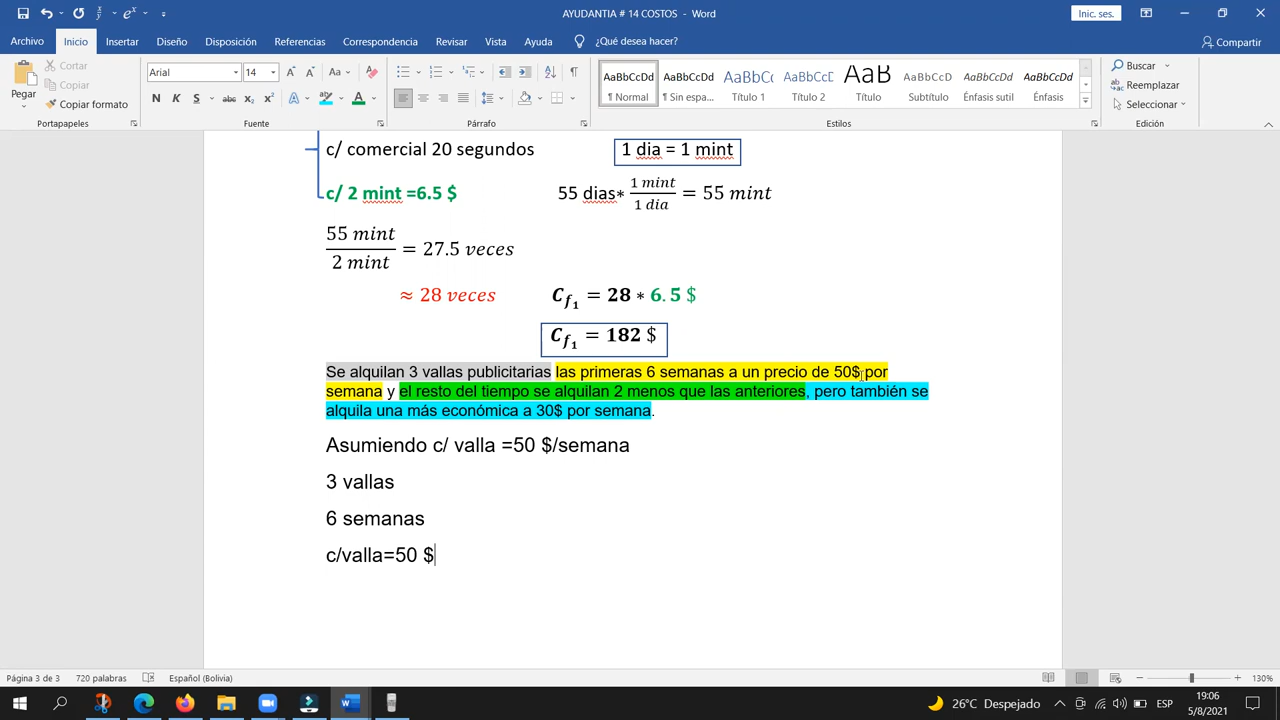 AYUDANTIA # 14 COSTOS - Word
Inic. ses.
Archivo Inicio Insertar Diseño Disposición Referencias Correspondencia Revisar Vista Ayuda ¿Qué desea hacer? Compartir
Pegar
Cortar
Copiar
Copiar formato
Portapapeles
Arial 14
N K S abc x₂ x²
Fuente
Párrafo
AaBbCcDd AaBbCcDd AaBbCc AaBbCcD AaB AaBbCcD AaBbCcDd AaBbCcDd
¶ Normal ¶ Sin espa... Título 1 Título 2 Título Subtítulo Énfasis sutil Énfasis
Estilos
Buscar
Reemplazar
Seleccionar
Edición
c/ comercial 20 segundos 1 dia = 1 mint
c/ 2 mint =6.5 $ 55 dias* 1 mint / 1 dia = 55 mint
55 mint / 2 mint = 27.5 veces
≈ 28 veces C_f₁ = 28 * 6.5 $
C_f₁ = 182 $
Se alquilan 3 vallas publicitarias las primeras 6 semanas a un precio de 50$ por
semana y el resto del tiempo se alquilan 2 menos que las anteriores, pero también se
alquila una más económica a 30$ por semana.
Asumiendo c/ valla =50 $/semana
3 vallas
6 semanas
c/valla=50 $
Página 3 de 3 720 palabras Español (Bolivia) 130%
26°C Despejado ESP 19:06
5/8/2021